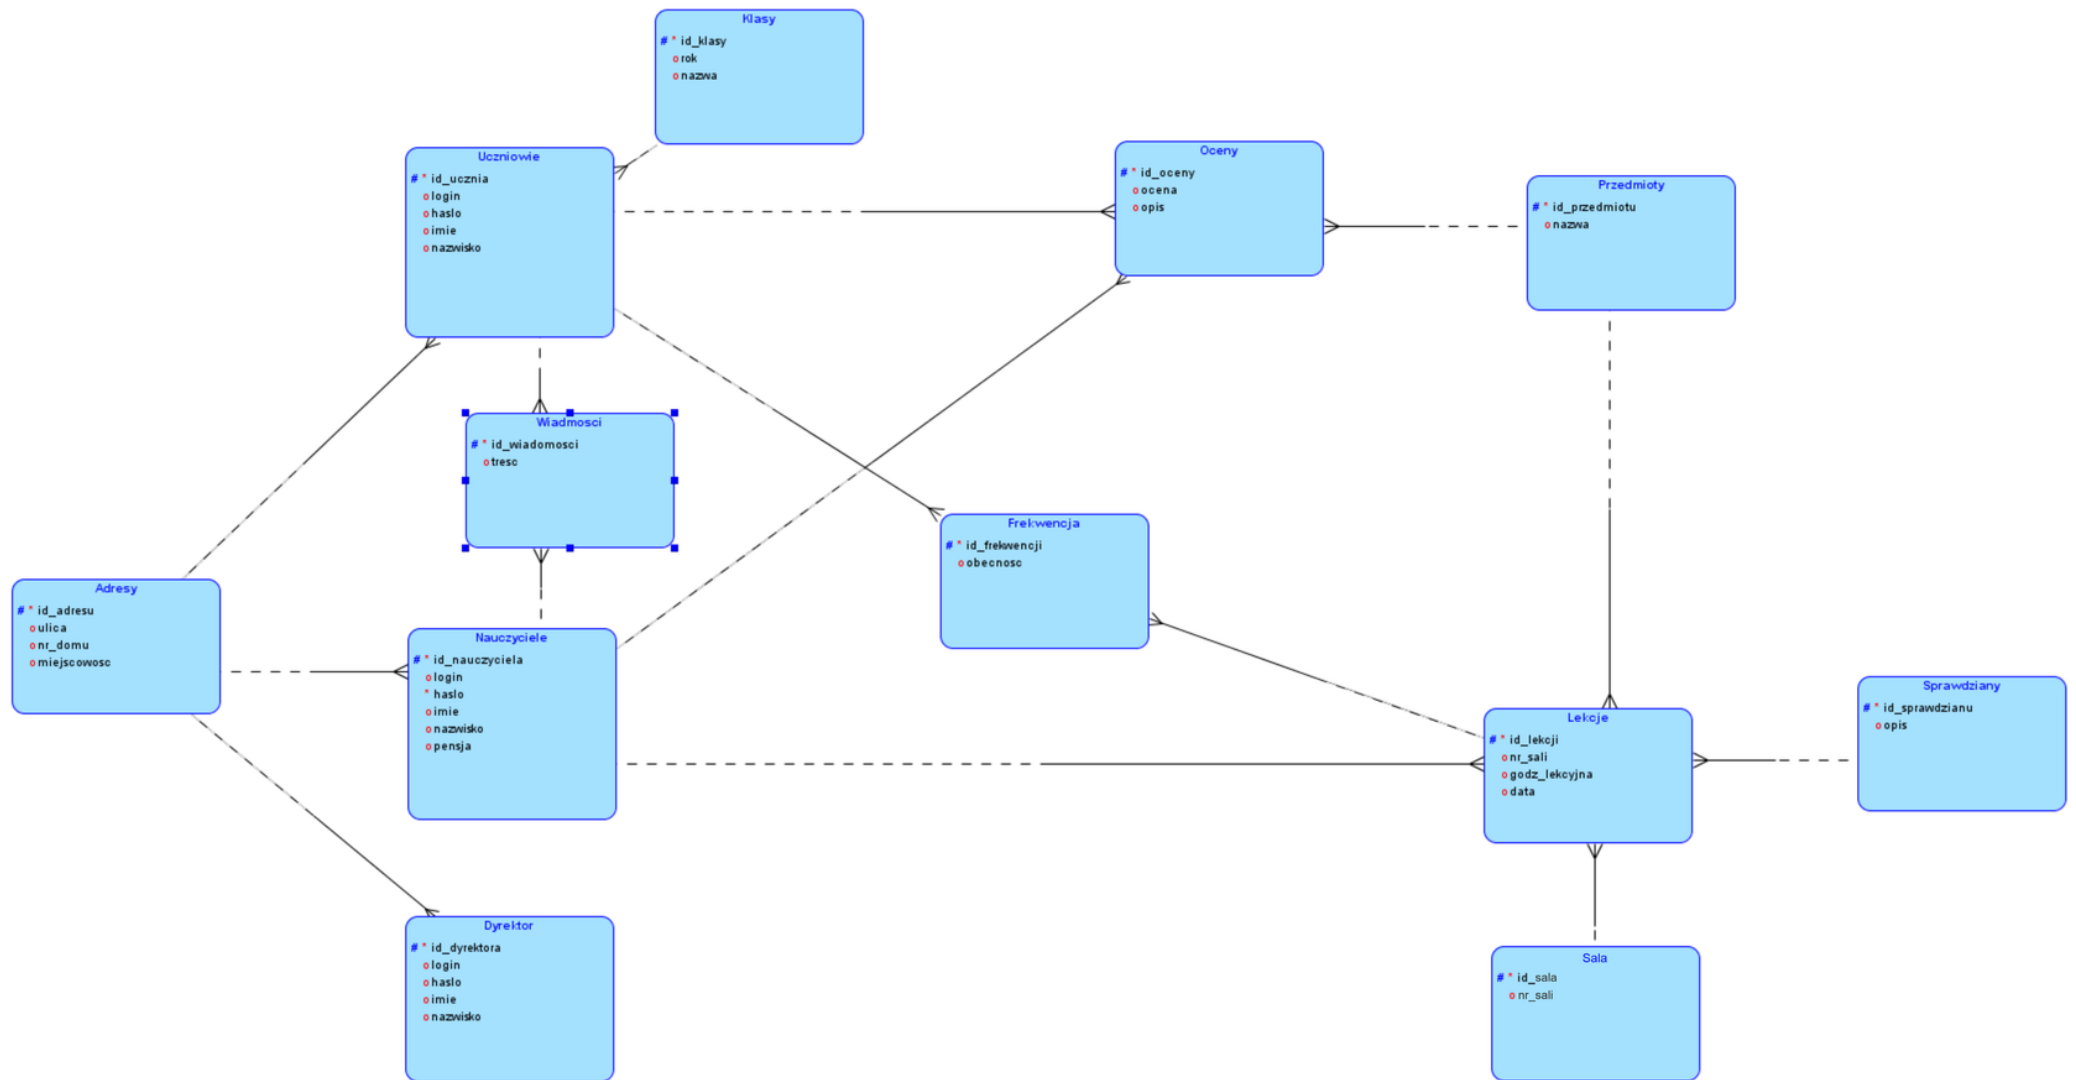 Klasy
# * id_klasy
o rok
o nazwa
Uczniowie
# * id_ucznia
o login
o haslo
o imie
o nazwisko
Oceny
# * id_oceny
o ocena
o opis
Przedmioty
# * id_przedmiotu
o nazwa
Wiadmosci
# * id_wiadomosci
o tresc
Frekwencja
# * id_frekwencji
o obecnosc
Adresy
# * id_adresu
o ulica
o nr_domu
o miejscowosc
Nauczyciele
# * id_nauczyciela
o login
* haslo
o imie
o nazwisko
o pensja
Lekcje
# * id_lekcji
o nr_sali
o godz_lekcyjna
o data
Sprawdziany
# * id_sprawdzianu
o opis
Dyrektor
# * id_dyrektora
o login
o haslo
o imie
o nazwisko
Sala
# * id_sala
o nr_sali